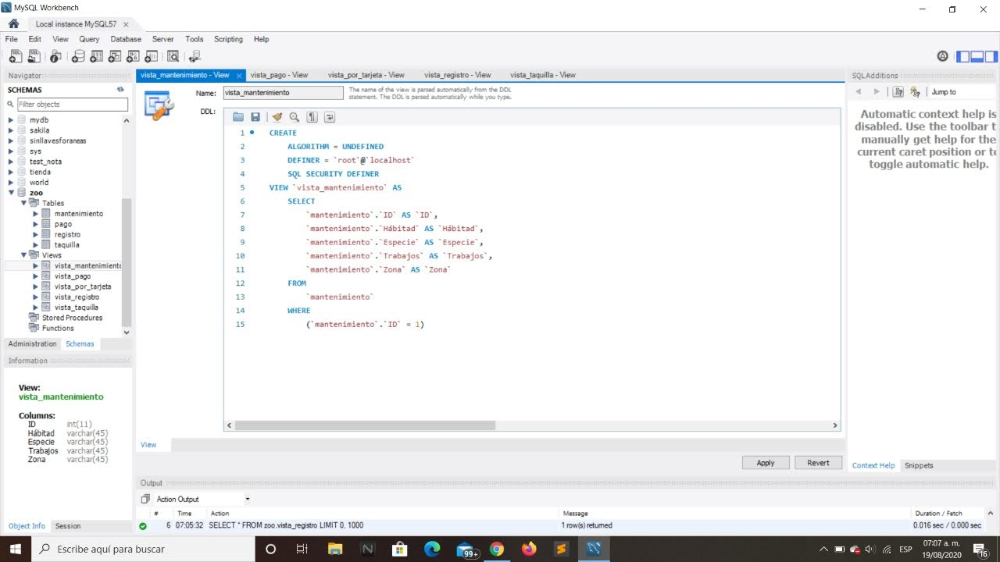 MySQL Workbench
Local instance MySQL57
File Edit View Query Database Server Tools Scripting Help
Navigator
SCHEMAS
Filter objects
mydb
sakila
sinllavesforaneas
sys
test_nota
tienda
world
zoo
Tables
mantenimiento
pago
registro
taquilla
Views
vista_mantenimiento
vista_pago
vista_por_tarjeta
vista_registro
vista_taquilla
Stored Procedures
Functions
Administration Schemas
Information
View:
vista_mantenimiento
Columns:
ID int(11)
Hábitad varchar(45)
Especie varchar(45)
Trabajos varchar(45)
Zona varchar(45)
Object Info Session
vista_mantenimiento - View vista_pago - View vista_por_tarjeta - View vista_registro - View vista_taquilla - View
Name: vista_mantenimiento
The name of the view is parsed automatically from the DDL
statement. The DDL is parsed automatically while you type.
DDL:
1 CREATE
2 ALGORITHM = UNDEFINED
3 DEFINER = `root`@`localhost`
4 SQL SECURITY DEFINER
5 VIEW `vista_mantenimiento` AS
6 SELECT
7 `mantenimiento`.`ID` AS `ID`,
8 `mantenimiento`.`Hábitad` AS `Hábitad`,
9 `mantenimiento`.`Especie` AS `Especie`,
10 `mantenimiento`.`Trabajos` AS `Trabajos`,
11 `mantenimiento`.`Zona` AS `Zona`
12 FROM
13 `mantenimiento`
14 WHERE
15 (`mantenimiento`.`ID` = 1)
View
Apply Revert
Output
Action Output
# Time Action Message Duration / Fetch
6 07:05:32 SELECT * FROM zoo.vista_registro LIMIT 0, 1000 1 row(s) returned 0.016 sec / 0.000 sec
SQLAdditions
Jump to
Automatic context help is
disabled. Use the toolbar t
manually get help for the
current caret position or to
toggle automatic help.
Context Help Snippets
Escribe aquí para buscar
99+
ESP
07:07 a. m.
19/08/2020
16